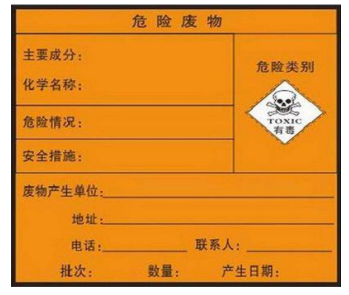 危险废物
主要成分：
化学名称：
危险类别
TOXIC
有毒
危险情况：
安全措施：
废物产生单位：
地址：
电话： 联系人：
批次： 数量： 产生日期：